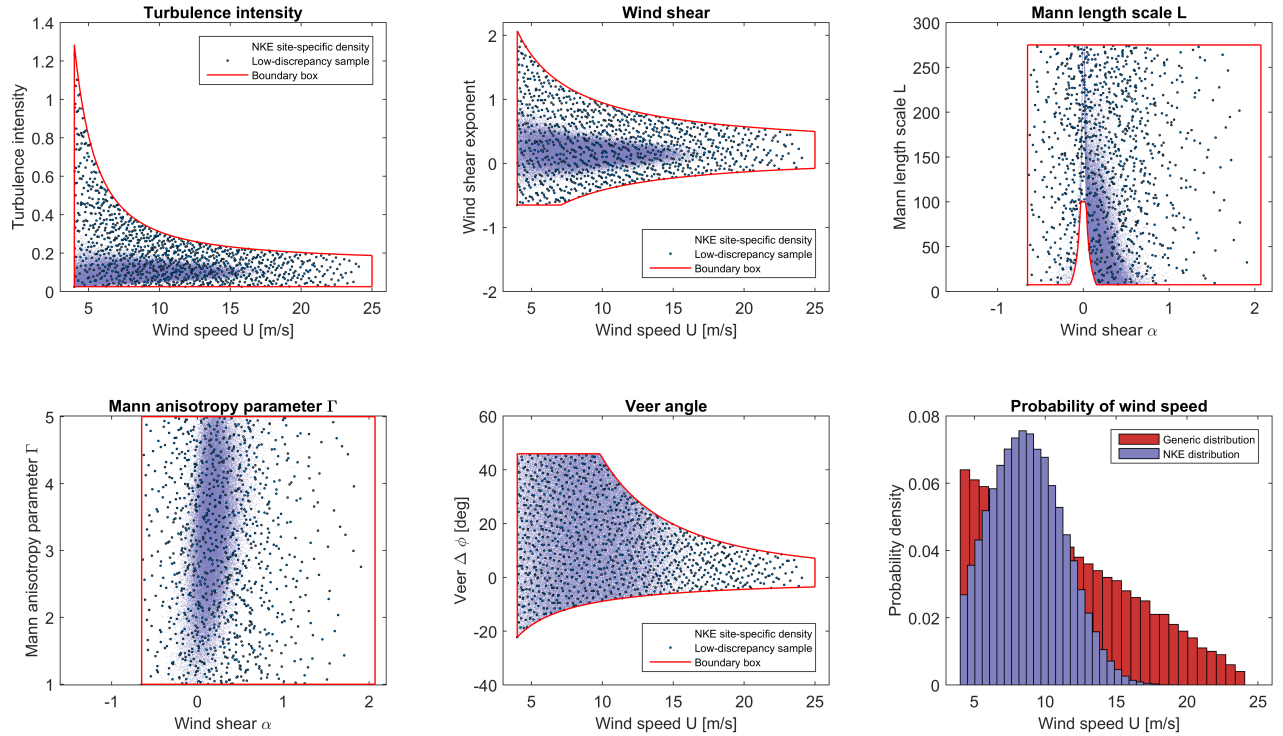 Turbulence intensity
1.4
1.2
1
0.8
0.6
0.4
0.2
0
5
10
15
20
25
Turbulence intensity
Wind speed U [m/s]
NKE site-specific density
Low-discrepancy sample
Boundary box
Wind shear
2
1
0
-1
-2
5
10
15
20
25
Wind shear exponent
Wind speed U [m/s]
NKE site-specific density
Low-discrepancy sample
Boundary box
Mann length scale L
300
250
200
150
100
50
0
-1
0
1
2
Mann length scale L
Wind shear α
Mann anisotropy parameter Γ
5
4
3
2
1
-1
0
1
2
Mann anisotropy parameter Γ
Wind shear α
Veer angle
60
40
20
0
-20
-40
5
10
15
20
25
Veer Δ ϕ [deg]
Wind speed U [m/s]
NKE site-specific density
Low-discrepancy sample
Boundary box
Probability of wind speed
0.08
0.06
0.04
0.02
0
5
10
15
20
25
Probability density
Wind speed U [m/s]
Generic distribution
NKE distribution